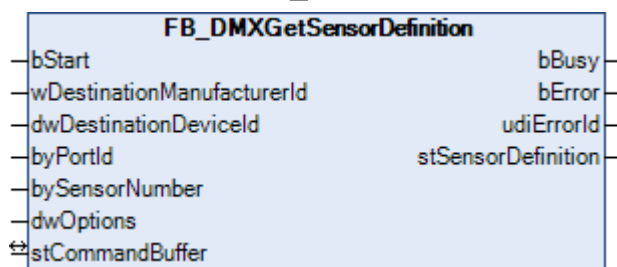 FB_DMXGetSensorDefinition
bStart bBusy
wDestinationManufacturerId bError
dwDestinationDeviceId udiErrorId
byPortId stSensorDefinition
bySensorNumber
dwOptions
stCommandBuffer